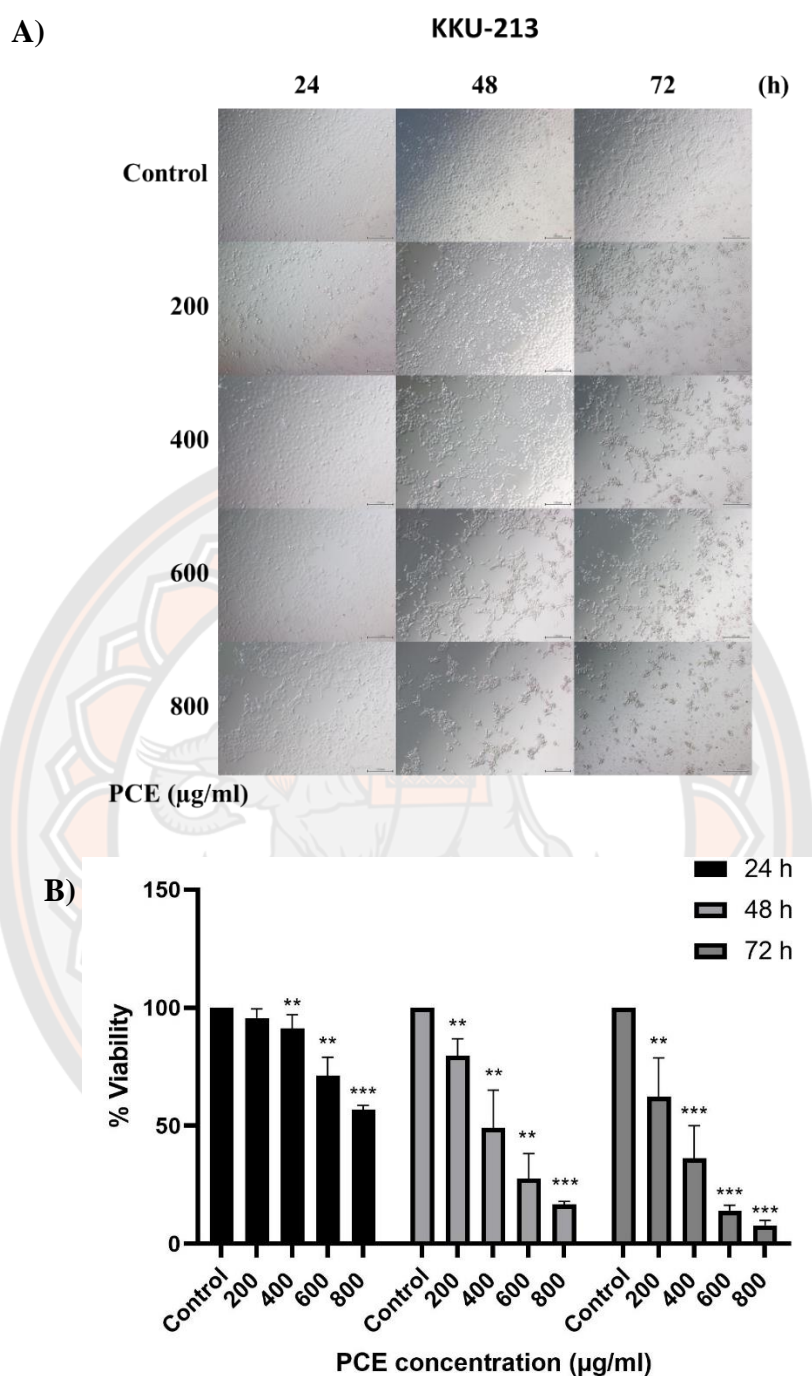 A)
KKU-213
24 48 72 (h)
Control
200
400
600
800
PCE (µg/ml)
B)
24 h
48 h
72 h
150
100
50
0
% Viability
** ** ***
** ** ** ***
** *** *** ***
Control 200 400 600 800 Control 200 400 600 800 Control 200 400 600 800
PCE concentration (µg/ml)